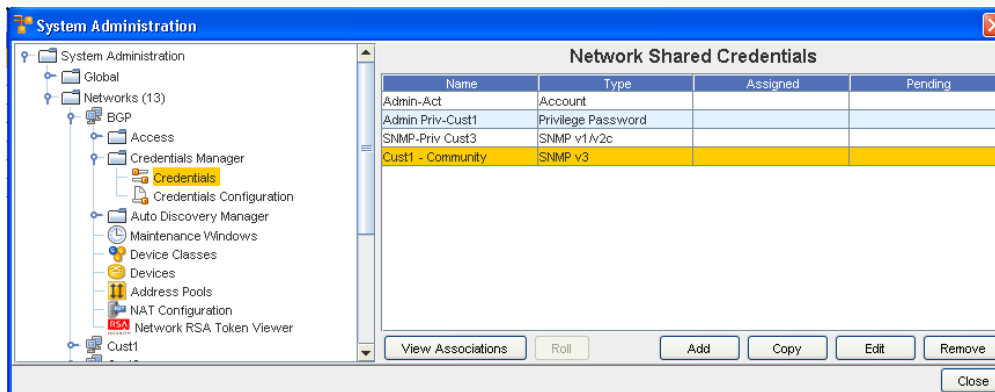 System Administration
System Administration
Global
Networks (13)
BGP
Access
Credentials Manager
Credentials
Credentials Configuration
Auto Discovery Manager
Maintenance Windows
Device Classes
Devices
Address Pools
NAT Configuration
RSA Network RSA Token Viewer
Cust1
Network Shared Credentials
Name Type Assigned Pending
Admin-Act Account
Admin Priv-Cust1 Privilege Password
SNMP-Priv Cust3 SNMP v1/v2c
Cust1 - Community SNMP v3
View Associations Roll Add Copy Edit Remove
Close